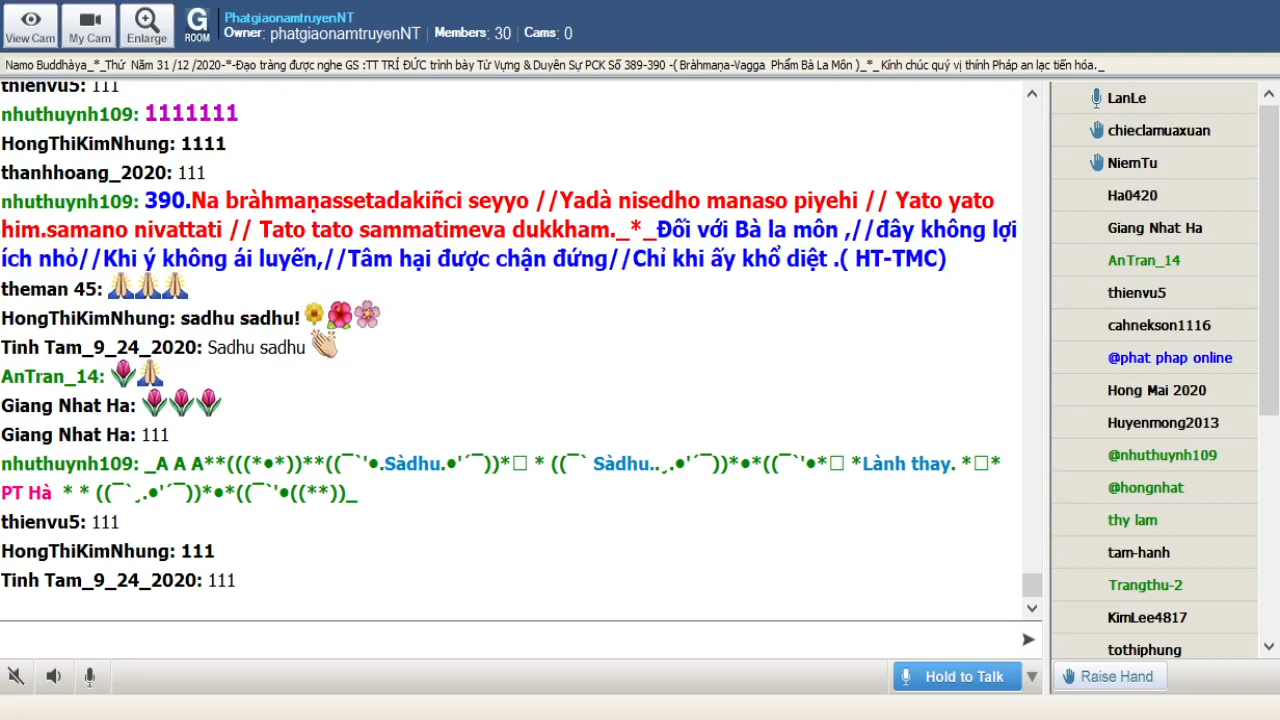 View Cam
My Cam
Enlarge
G
ROOM
PhatgiaonamtruyenNT
Owner: phatgiaonamtruyenNT | Members: 30 | Cams: 0
Namo Buddhàya_*_Thứ Năm 31 /12 /2020-*-Đạo tràng được nghe GS :TT TRÍ ĐỨC trình bày Từ Vựng & Duyên Sự PCK Số 389-390 -( Bràhmaṇa-Vagga Phẩm Bà La Môn )_*_ Kính chúc quý vị thính Pháp an lạc tiến hóa._
thienvu5: 111
nhuthuynh109: 1111111
HongThiKimNhung: 1111
thanhhoang_2020: 111
nhuthuynh109: 390.Na bràhmaṇassetadakiñci seyyo //Yadà nisedho manaso piyehi // Yato yato
him.samano nivattati // Tato tato sammatimeva dukkham._*_Đối với Bà la môn ,//đây không lợi
ích nhỏ//Khi ý không ái luyến,//Tâm hại được chận đứng//Chỉ khi ấy khổ diệt .( HT-TMC)
theman 45: 🙏🙏🙏
HongThiKimNhung: sadhu sadhu! 🌻🌺🌸
Tinh Tam_9_24_2020: Sadhu sadhu 👏
AnTran_14: 🌷🙏
Giang Nhat Ha: 🌷🌷🌷
Giang Nhat Ha: 111
nhuthuynh109: _A A A**(((*•*))**((¯`'•.Sàdhu.•'´¯))*□ * ((¯` Sàdhu..¸.•'´¯))*•*((¯`'•*□ *Lành thay. *□*
PT Hà * * ((¯`¸.•'´¯))*•*((¯`'•((**))_
thienvu5: 111
HongThiKimNhung: 111
Tinh Tam_9_24_2020: 111
Hold to Talk
LanLe
chieclamuaxuan
NiemTu
Ha0420
Giang Nhat Ha
AnTran_14
thienvu5
cahnekson1116
@phat phap online
Hong Mai 2020
Huyenmong2013
@nhuthuynh109
@hongnhat
thy lam
tam-hanh
Trangthu-2
KimLee4817
tothiphung
Raise Hand